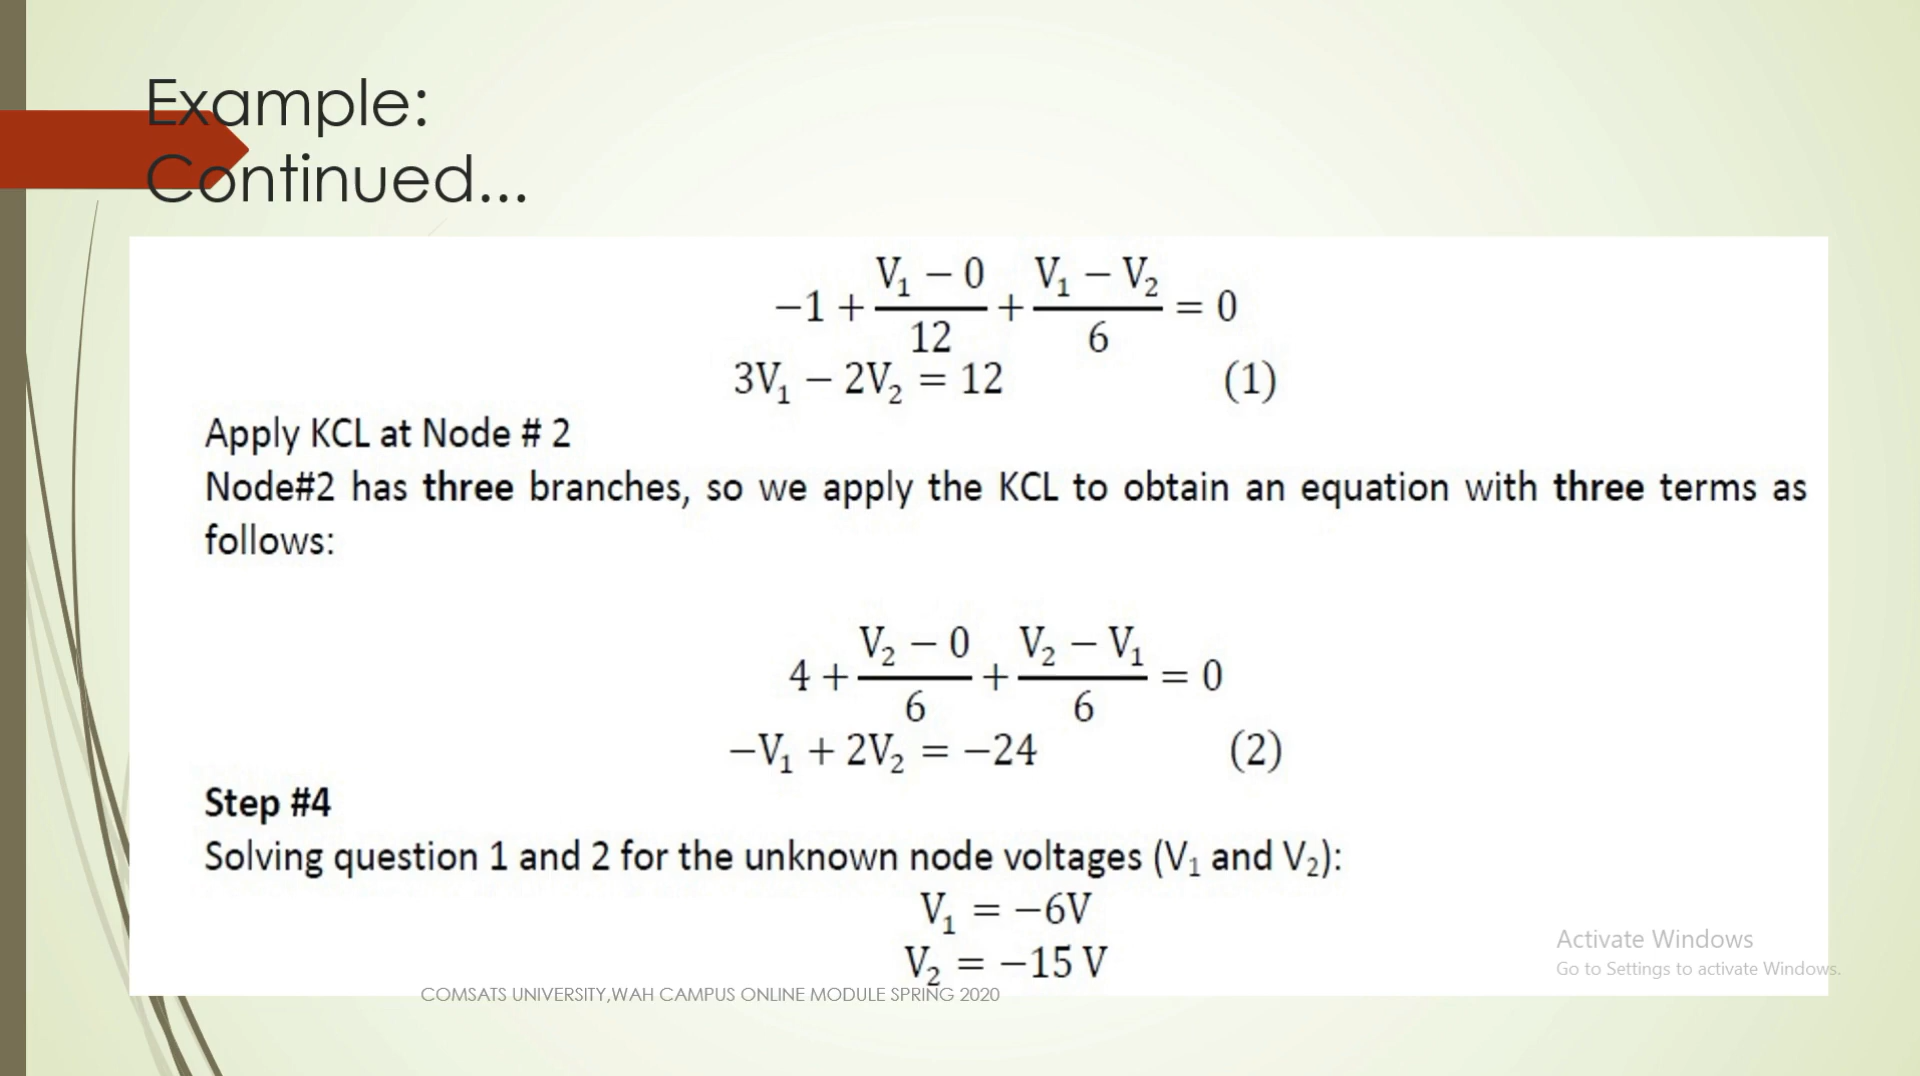 Example:
Continued...
−1 + (V₁ − 0)/12 + (V₁ − V₂)/6 = 0
3V₁ − 2V₂ = 12 (1)
Apply KCL at Node # 2
Node#2 has three branches, so we apply the KCL to obtain an equation with three terms as
follows:
4 + (V₂ − 0)/6 + (V₂ − V₁)/6 = 0
−V₁ + 2V₂ = −24 (2)
Step #4
Solving question 1 and 2 for the unknown node voltages (V₁ and V₂):
V₁ = −6V
V₂ = −15 V
Activate Windows
Go to Settings to activate Windows.
COMSATS UNIVERSITY,WAH CAMPUS ONLINE MODULE SPRING 2020